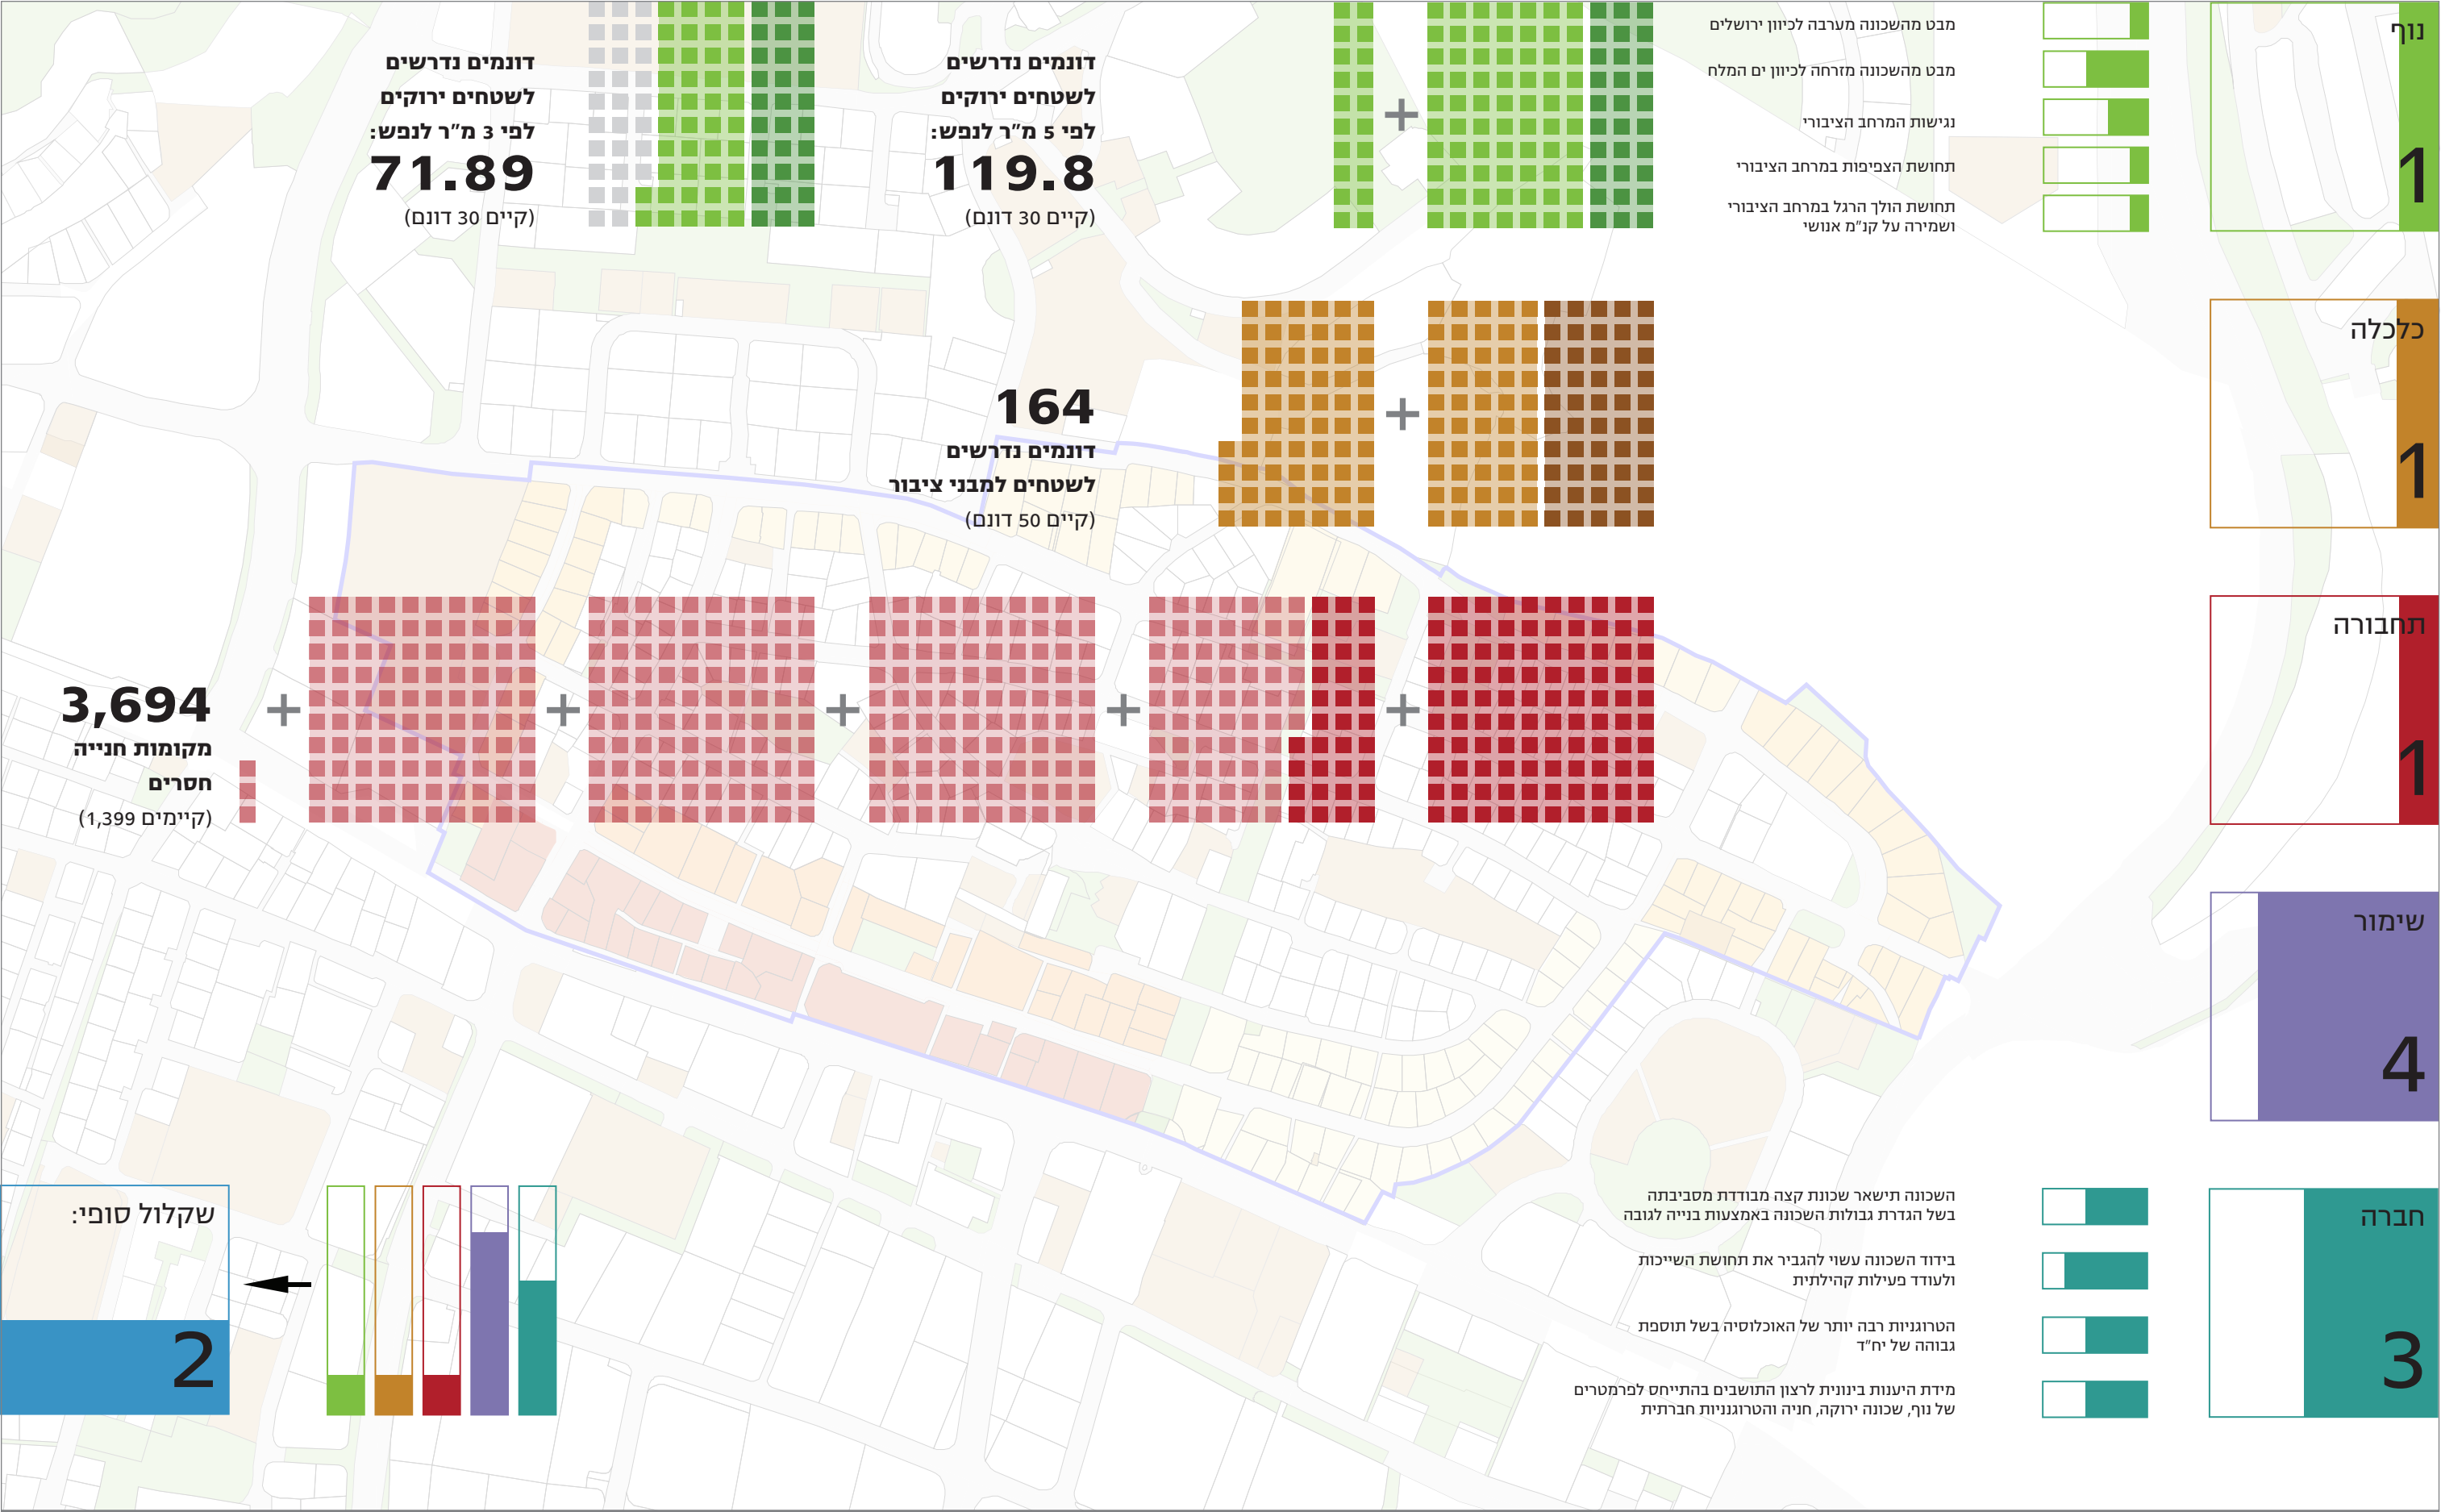 נוף
1
מבט מהשכונה מערבה לכיוון ירושלים
מבט מהשכונה מזרחה לכיוון ים המלח
נגישות המרחב הציבורי
תחושת הצפיפות במרחב הציבורי
תחושת הולך הרגל במרחב הציבורי
ושמירה על קנ"מ אנושי
+
דונמים נדרשים
לשטחים ירוקים
לפי 5 מ"ר לנפש:
119.8
(קיים 30 דונם)
דונמים נדרשים
לשטחים ירוקים
לפי 3 מ"ר לנפש:
71.89
(קיים 30 דונם)
כלכלה
1
+
164
דונמים נדרשים
לשטחים למבני ציבור
(קיים 50 דונם)
תחבורה
1
+
+
+
+
3,694
מקומות חנייה
חסרים
(קיימים 1,399)
שימור
4
חברה
3
השכונה תישאר שכונת קצה מבודדת מסביבתה
בשל הגדרת גבולות השכונה באמצעות בנייה לגובה
בידוד השכונה עשוי להגביר את תחושת השייכות
ולעודד פעילות קהילתית
הטרוגניות רבה יותר של האוכלוסיה בשל תוספת
גבוהה של יח"ד
מידת היענות בינונית לרצון התושבים בהתייחס לפרמטרים
של נוף, שכונה ירוקה, חניה והטרוגנניות חברתית
שקלול סופי:
2